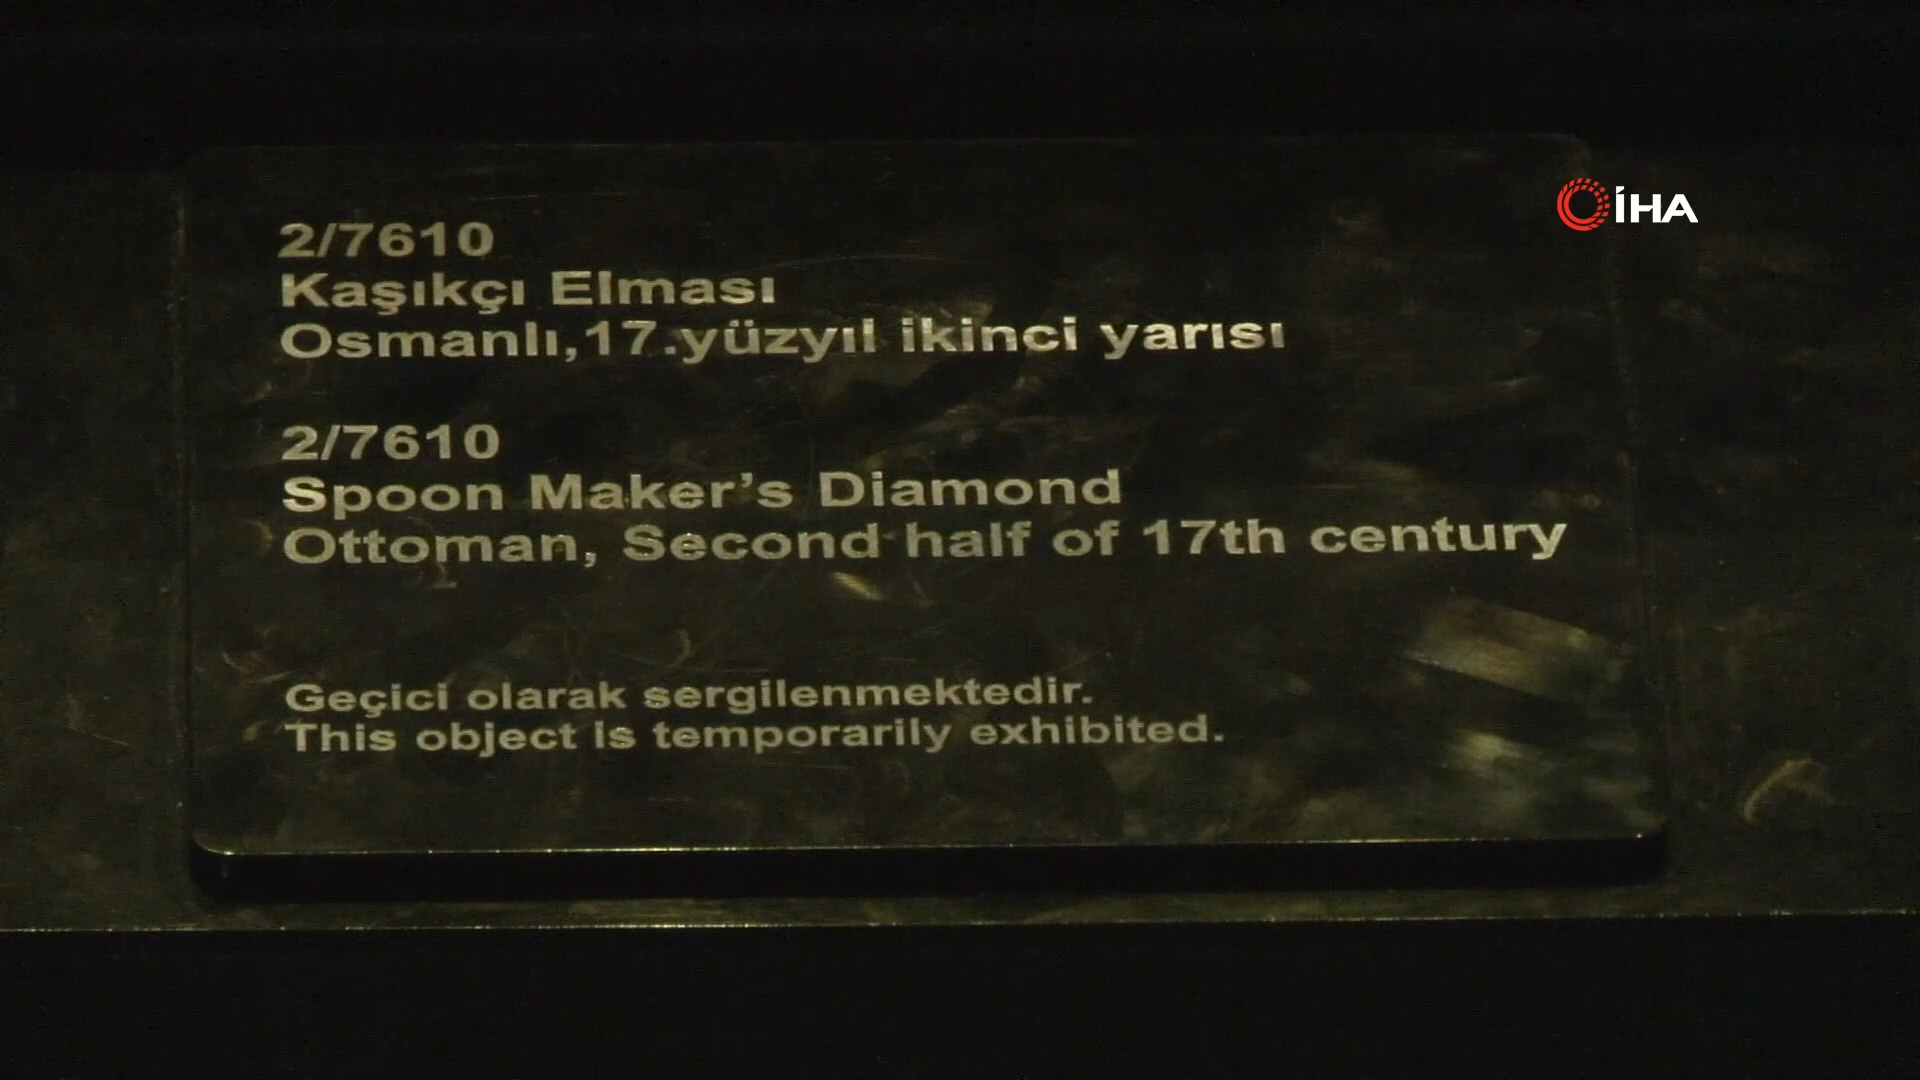 İHA
2/7610
Kaşıkçı Elması
Osmanlı,17.yüzyıl ikinci yarısı
2/7610
Spoon Maker’s Diamond
Ottoman, Second half of 17th century
Geçici olarak sergilenmektedir.
This object is temporarily exhibited.